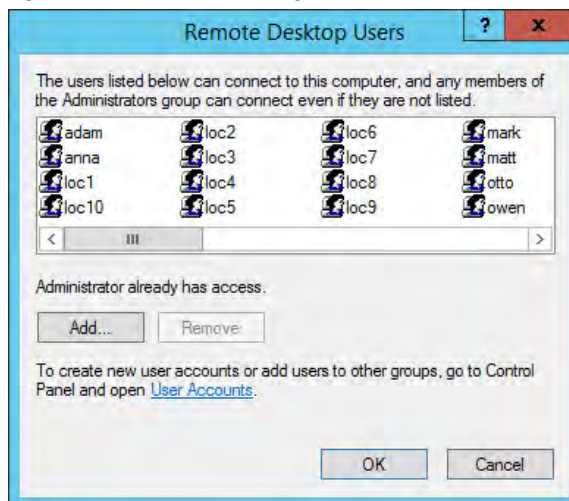 Remote Desktop Users
? x
The users listed below can connect to this computer, and any members of
the Administrators group can connect even if they are not listed.
adam loc2 loc6 mark
anna loc3 loc7 matt
loc1 loc4 loc8 otto
loc10 loc5 loc9 owen
Administrator already has access.
Add... Remove
To create new user accounts or add users to other groups, go to Control
Panel and open User Accounts.
OK Cancel